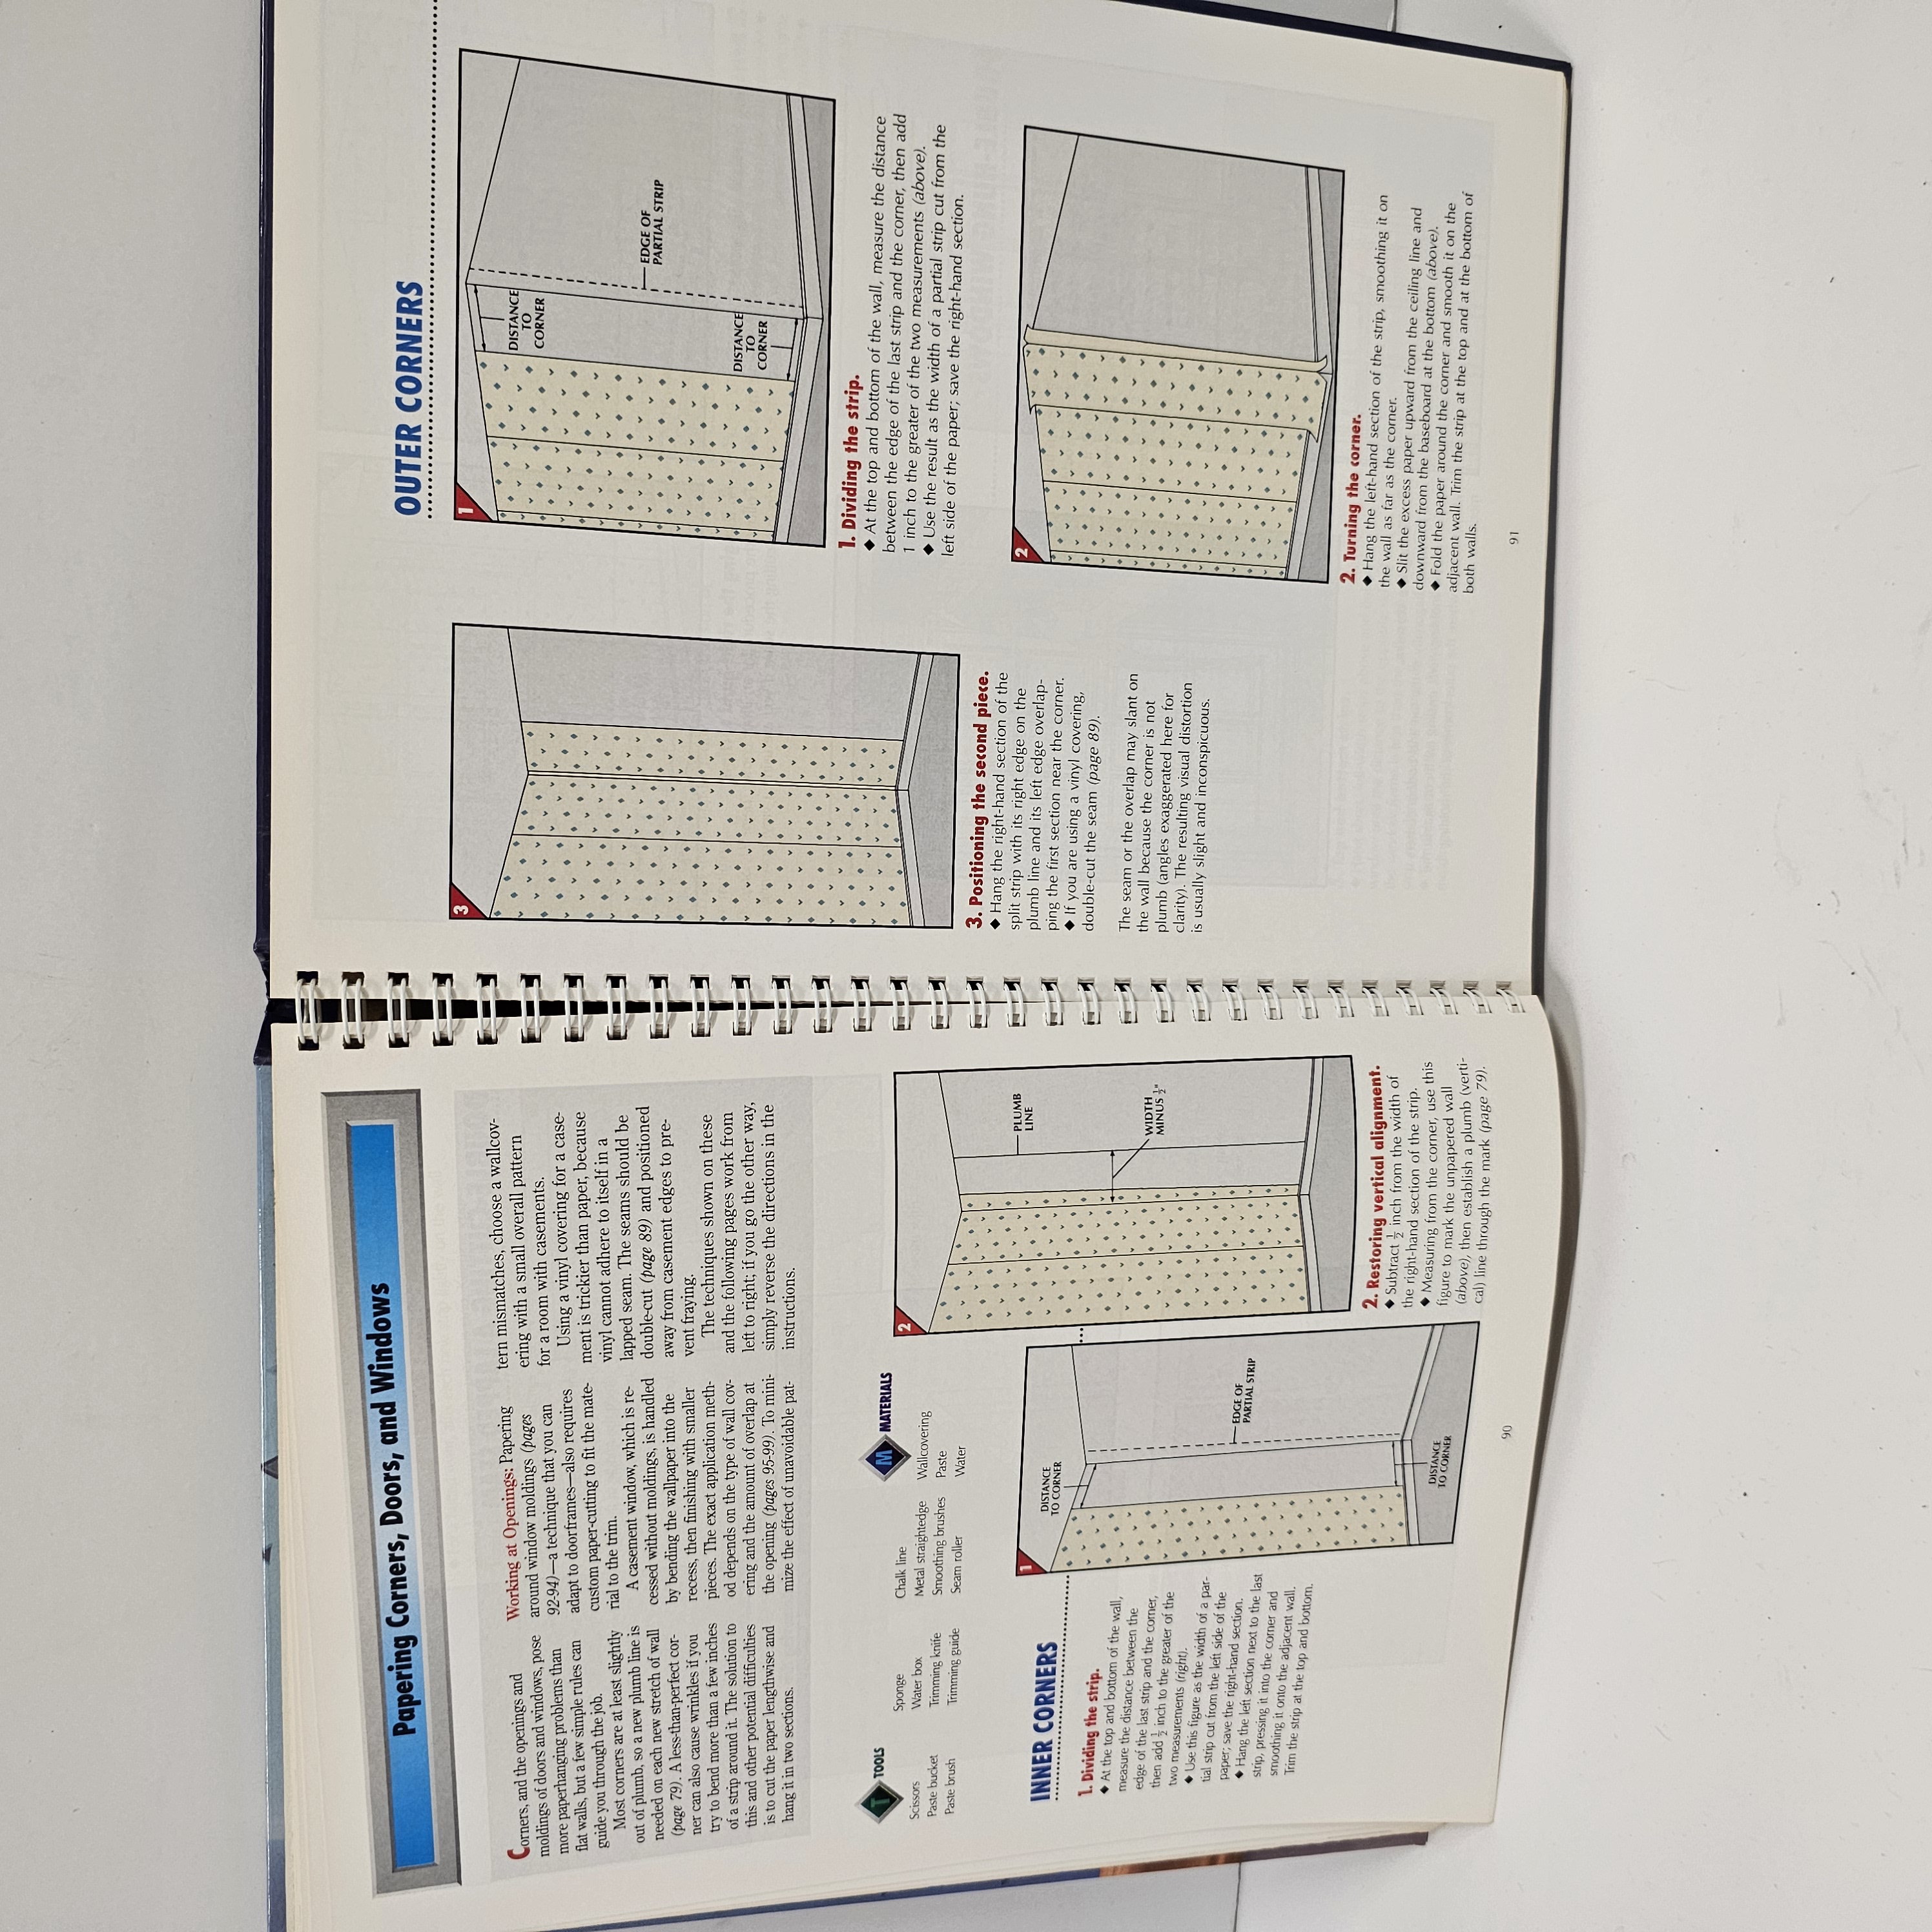 Papering Corners, Doors, and Windows
Corners, and the openings and
moldings of doors and windows, pose
more paperhanging problems than
flat walls, but a few simple rules can
guide you through the job.
Most corners are at least slightly
out of plumb, so a new plumb line is
needed on each new stretch of wall
(page 79). A less-than-perfect cor-
ner can also cause wrinkles if you
try to bend more than a few inches
of a strip around it. The solution to
this and other potential difficulties
is to cut the paper lengthwise and
hang it in two sections.
Working at Openings: Papering
around window moldings (pages
92-94)—a technique that you can
adapt to doorframes—also requires
custom paper-cutting to fit the mate-
rial to the trim.
A casement window, which is re-
cessed without moldings, is handled
by bending the wallpaper into the
recess, then finishing with smaller
pieces. The exact application meth-
od depends on the type of wall cov-
ering and the amount of overlap at
the opening (pages 95-99). To mini-
mize the effect of unavoidable pat-
tern mismatches, choose a wallcov-
ering with a small overall pattern
for a room with casements.
Using a vinyl covering for a case-
ment is trickier than paper, because
vinyl cannot adhere to itself in a
lapped seam. The seams should be
double-cut (page 89) and positioned
away from casement edges to pre-
vent fraying.
The techniques shown on these
and the following pages work from
left to right; if you go the other way,
simply reverse the directions in the
instructions.
T TOOLS
Scissors
Paste bucket
Paste brush
Sponge
Water box
Trimming knife
Trimming guide
Chalk line
Metal straightedge
Smoothing brushes
Seam roller
M MATERIALS
Wallcovering
Paste
Water
INNER CORNERS
1. Dividing the strip.
◆ At the top and bottom of the wall,
measure the distance between the
edge of the last strip and the corner,
then add ½ inch to the greater of the
two measurements (right).
◆ Use this figure as the width of a par-
tial strip cut from the left side of the
paper; save the right-hand section.
◆ Hang the left section next to the last
strip, pressing it into the corner and
smoothing it onto the adjacent wall.
Trim the strip at the top and bottom.
1
DISTANCE
TO CORNER
EDGE OF
PARTIAL STRIP
DISTANCE
TO CORNER
2
PLUMB
LINE
WIDTH
MINUS ½"
2. Restoring vertical alignment.
◆ Subtract ½ inch from the width of
the right-hand section of the strip.
◆ Measuring from the corner, use this
figure to mark the unpapered wall
(above), then establish a plumb (verti-
cal) line through the mark (page 79).
90
3
3. Positioning the second piece.
◆ Hang the right-hand section of the
split strip with its right edge on the
plumb line and its left edge overlap-
ping the first section near the corner.
◆ If you are using a vinyl covering,
double-cut the seam (page 89).
The seam or the overlap may slant on
the wall because the corner is not
plumb (angles exaggerated here for
clarity). The resulting visual distortion
is usually slight and inconspicuous.
OUTER CORNERS
1
DISTANCE
TO
CORNER
EDGE OF
PARTIAL STRIP
DISTANCE
TO
CORNER
1. Dividing the strip.
◆ At the top and bottom of the wall, measure the distance
between the edge of the last strip and the corner, then add
1 inch to the greater of the two measurements (above).
◆ Use the result as the width of a partial strip cut from the
left side of the paper; save the right-hand section.
2
2. Turning the corner.
◆ Hang the left-hand section of the strip, smoothing it on
the wall as far as the corner.
◆ Slit the excess paper upward from the ceiling line and
downward from the baseboard at the bottom (above).
◆ Fold the paper around the corner and smooth it on the
adjacent wall. Trim the strip at the top and at the bottom of
both walls.
91